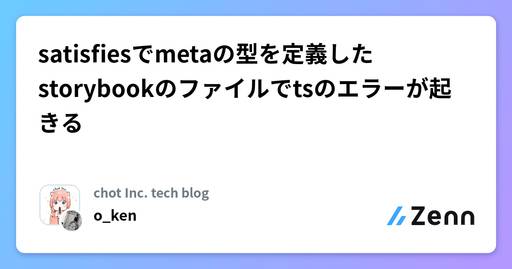 satisfiesでmetaの型を定義した
storybookのファイルでtsのエラーが起
きる
chot Inc. tech blog
o_ken
Zenn